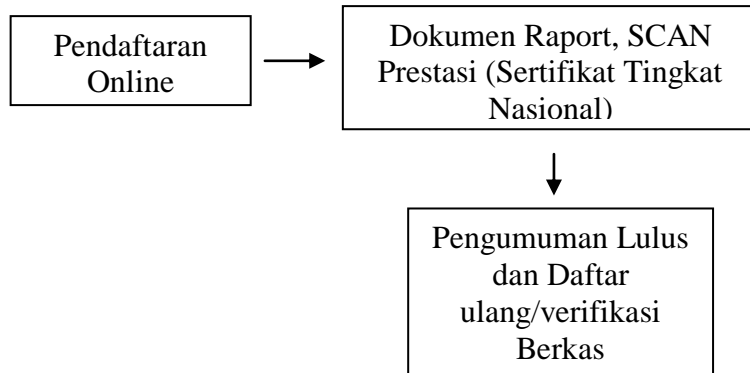 Pendaftaran
Online
Dokumen Raport, SCAN
Prestasi (Sertifikat Tingkat
Nasional)
Pengumuman Lulus
dan Daftar
ulang/verifikasi
Berkas